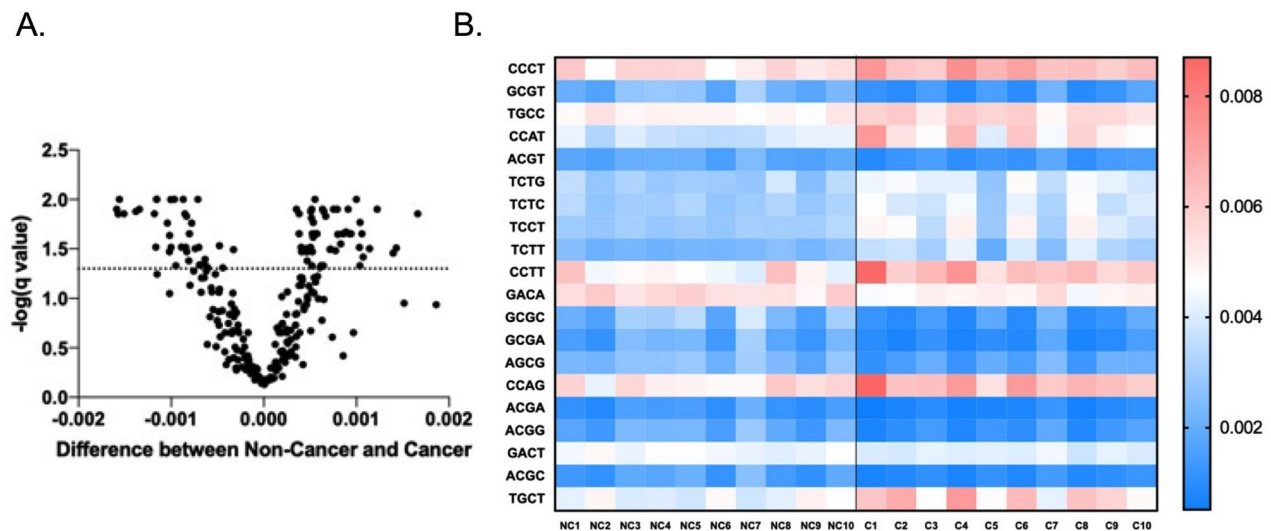 A.
B.
2.5
2.0
1.5
1.0
0.5
0.0
-0.002
-0.001
0.000
0.001
0.002
-log(q value)
Difference between Non-Cancer and Cancer
CCCT
GCGT
TGCC
CCAT
ACGT
TCTG
TCTC
TCCT
TCTT
CCTT
GACA
GCGC
GCGA
AGCG
CCAG
ACGA
ACGG
GACT
ACGC
TGCT
NC1 NC2 NC3 NC4 NC5 NC6 NC7 NC8 NC9 NC10 C1 C2 C3 C4 C5 C6 C7 C8 C9 C10
0.008
0.006
0.004
0.002